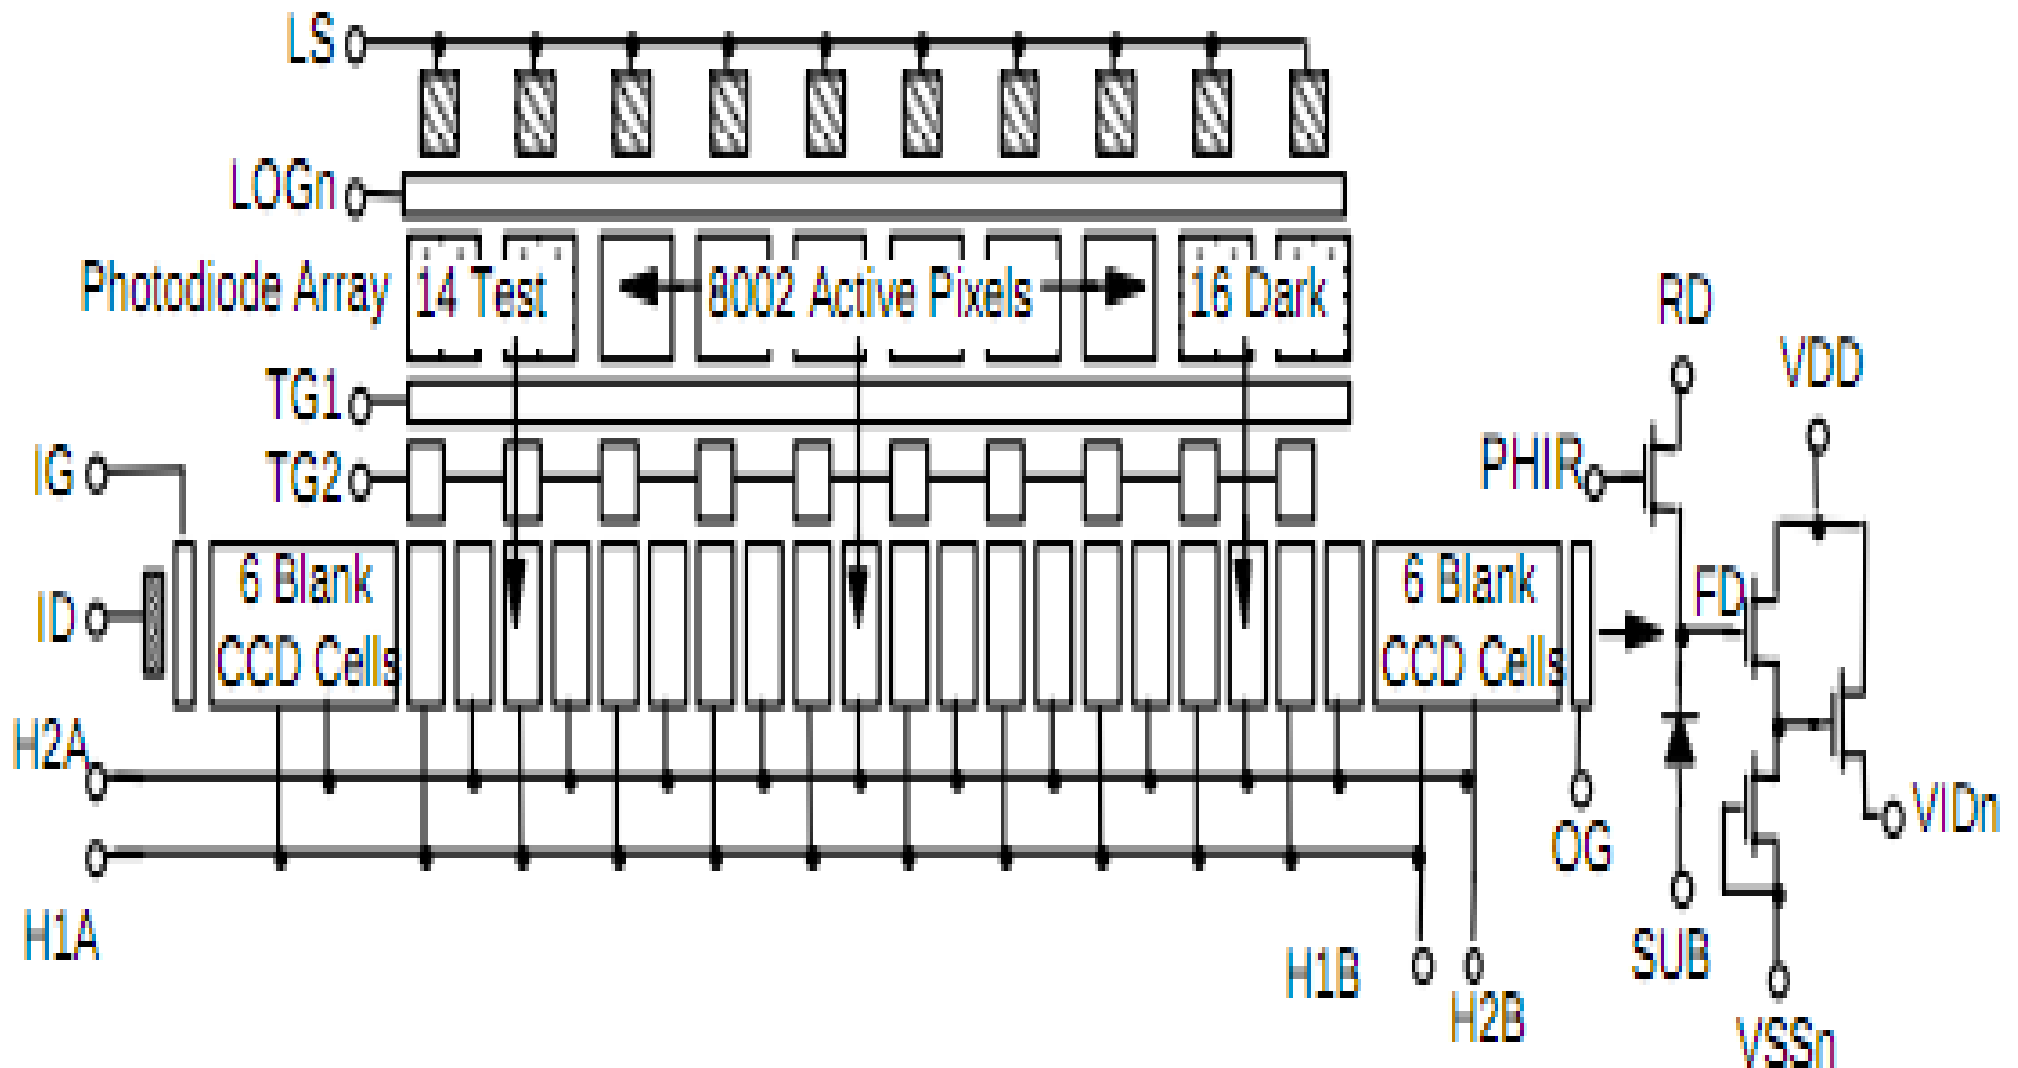 LS
LOGn
Photodiode Array
14 Test
8002 Active Pixels
16 Dark
RD
VDD
TG1
IG
TG2
PHIR
6 Blank
CCD Cells
6 Blank
CCD Cells
FD
ID
H2A
VIDn
OG
H1A
H1B
SUB
H2B
VSSn